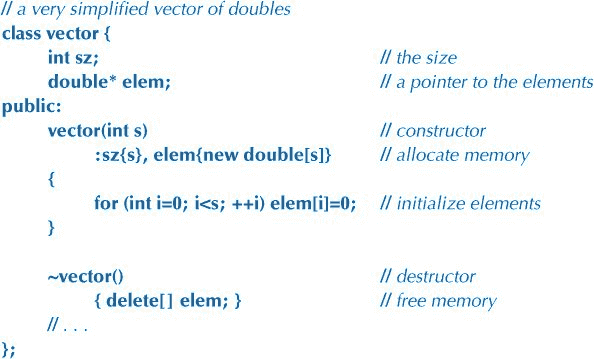 // a very simplified vector of doubles
class vector {
int sz; // the size
double* elem; // a pointer to the elements
public:
vector(int s) // constructor
:sz{s}, elem{new double[s]} // allocate memory
{
for (int i=0; i<s; ++i) elem[i]=0; // initialize elements
}
~vector() // destructor
{ delete[] elem; } // free memory
// . . .
};